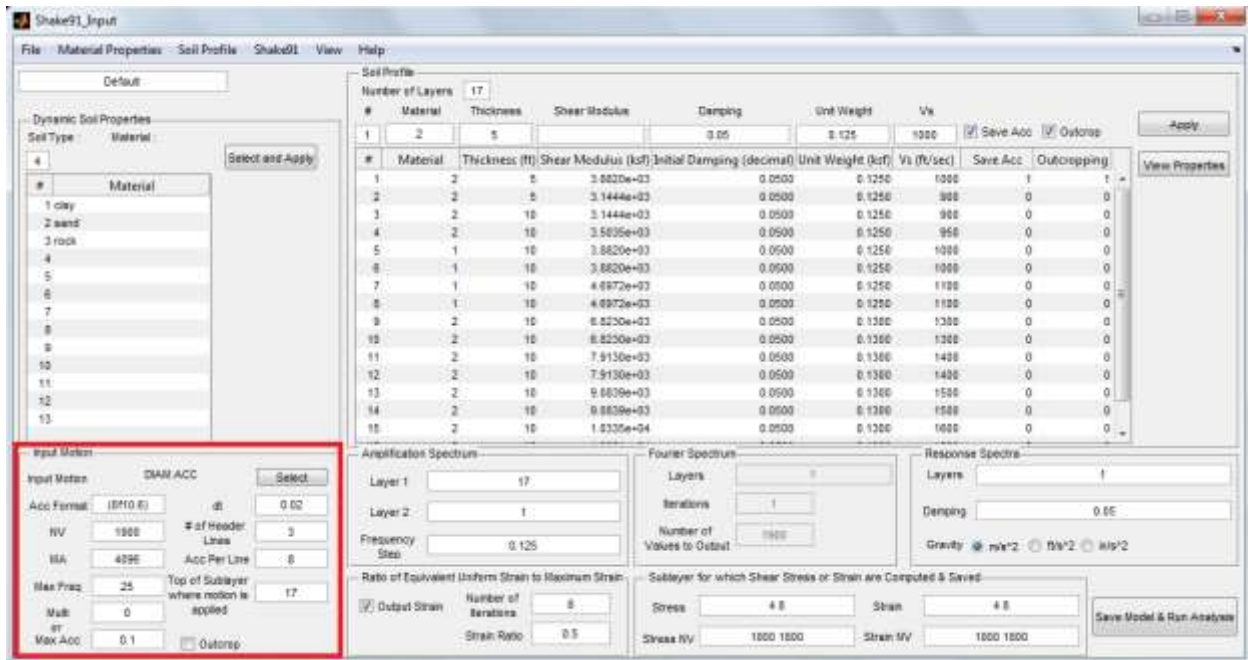 Shake91_Input
File Material Properties Soil Profile Shake91 View Help
Default
Dynamic Soil Properties
Soil Type Material
4
Select and Apply
# Material
1 clay
2 sand
3 rock
4
5
6
7
8
9
10
11
12
13
Soil Profile
Number of Layers 17
# Material Thickness Shear Modulus Damping Unit Weight Vs
1 2 5 0.05 0.125 1000 Save Acc Outcrop
Apply
View Properties
# Material Thickness (ft) Shear Modulus (ksf) Initial Damping (decimal) Unit Weight (kcf) Vs (ft/sec) Save Acc Outcropping
1 2 5 3.8820e+03 0.0500 0.1250 1000 1 1
2 2 5 3.1444e+03 0.0500 0.1250 900 0 0
3 2 10 3.1444e+03 0.0500 0.1250 900 0 0
4 2 10 3.5035e+03 0.0500 0.1250 950 0 0
5 1 10 3.8820e+03 0.0500 0.1250 1000 0 0
6 1 10 3.8820e+03 0.0500 0.1250 1000 0 0
7 1 10 4.6972e+03 0.0500 0.1250 1100 0 0
8 1 10 4.6972e+03 0.0500 0.1250 1100 0 0
9 2 10 6.8230e+03 0.0500 0.1300 1300 0 0
10 2 10 6.8230e+03 0.0500 0.1300 1300 0 0
11 2 10 7.9130e+03 0.0500 0.1300 1400 0 0
12 2 10 7.9130e+03 0.0500 0.1300 1400 0 0
13 2 10 9.0839e+03 0.0500 0.1300 1500 0 0
14 2 10 9.0839e+03 0.0500 0.1300 1500 0 0
15 2 10 1.0335e+04 0.0500 0.1300 1600 0 0
Input Motion
Input Motion DIAM.ACC Select
Acc Format (8f10.6) dt 0.02
NV 1900 # of Header Lines 3
MA 4096 Acc Per Line 8
Max Freq 25 Top of Sublayer where motion is applied 17
Mult 0
or
Max Acc 0.1 Outcrop
Amplification Spectrum
Layer 1 17
Layer 2 1
Frequency Step 0.125
Fourier Spectrum
Layers
Iterations 1
Number of Values to Output 1900
Response Spectra
Layers 1
Damping 0.05
Gravity m/s^2 ft/s^2 in/s^2
Ratio of Equivalent Uniform Strain to Maximum Strain
Output Strain Number of Iterations 8
Strain Ratio 0.5
Sublayer for which Shear Stress or Strain are Computed & Saved
Stress 4 8 Strain 4 8
Stress NV 1800 1800 Strain NV 1800 1800
Save Model & Run Analysis